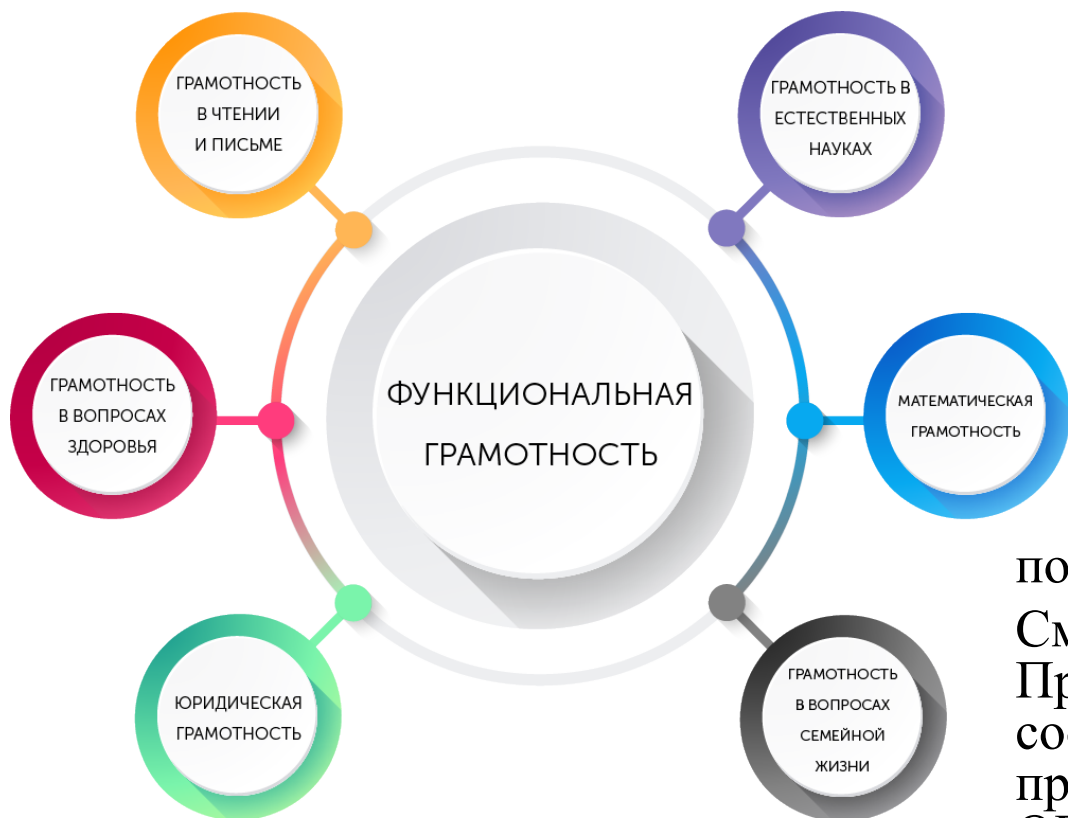 ГРАМОТНОСТЬ
В ЧТЕНИИ
И ПИСЬМЕ
ГРАМОТНОСТЬ В
ЕСТЕСТВЕННЫХ
НАУКАХ
ГРАМОТНОСТЬ
В ВОПРОСАХ
ЗДОРОВЬЯ
ФУНКЦИОНАЛЬНАЯ
ГРАМОТНОСТЬ
МАТЕМАТИЧЕСКАЯ
ГРАМОТНОСТЬ
ЮРИДИЧЕСКАЯ
ГРАМОТНОСТЬ
ГРАМОТНОСТЬ
В ВОПРОСАХ
СЕМЕЙНОЙ
ЖИЗНИ